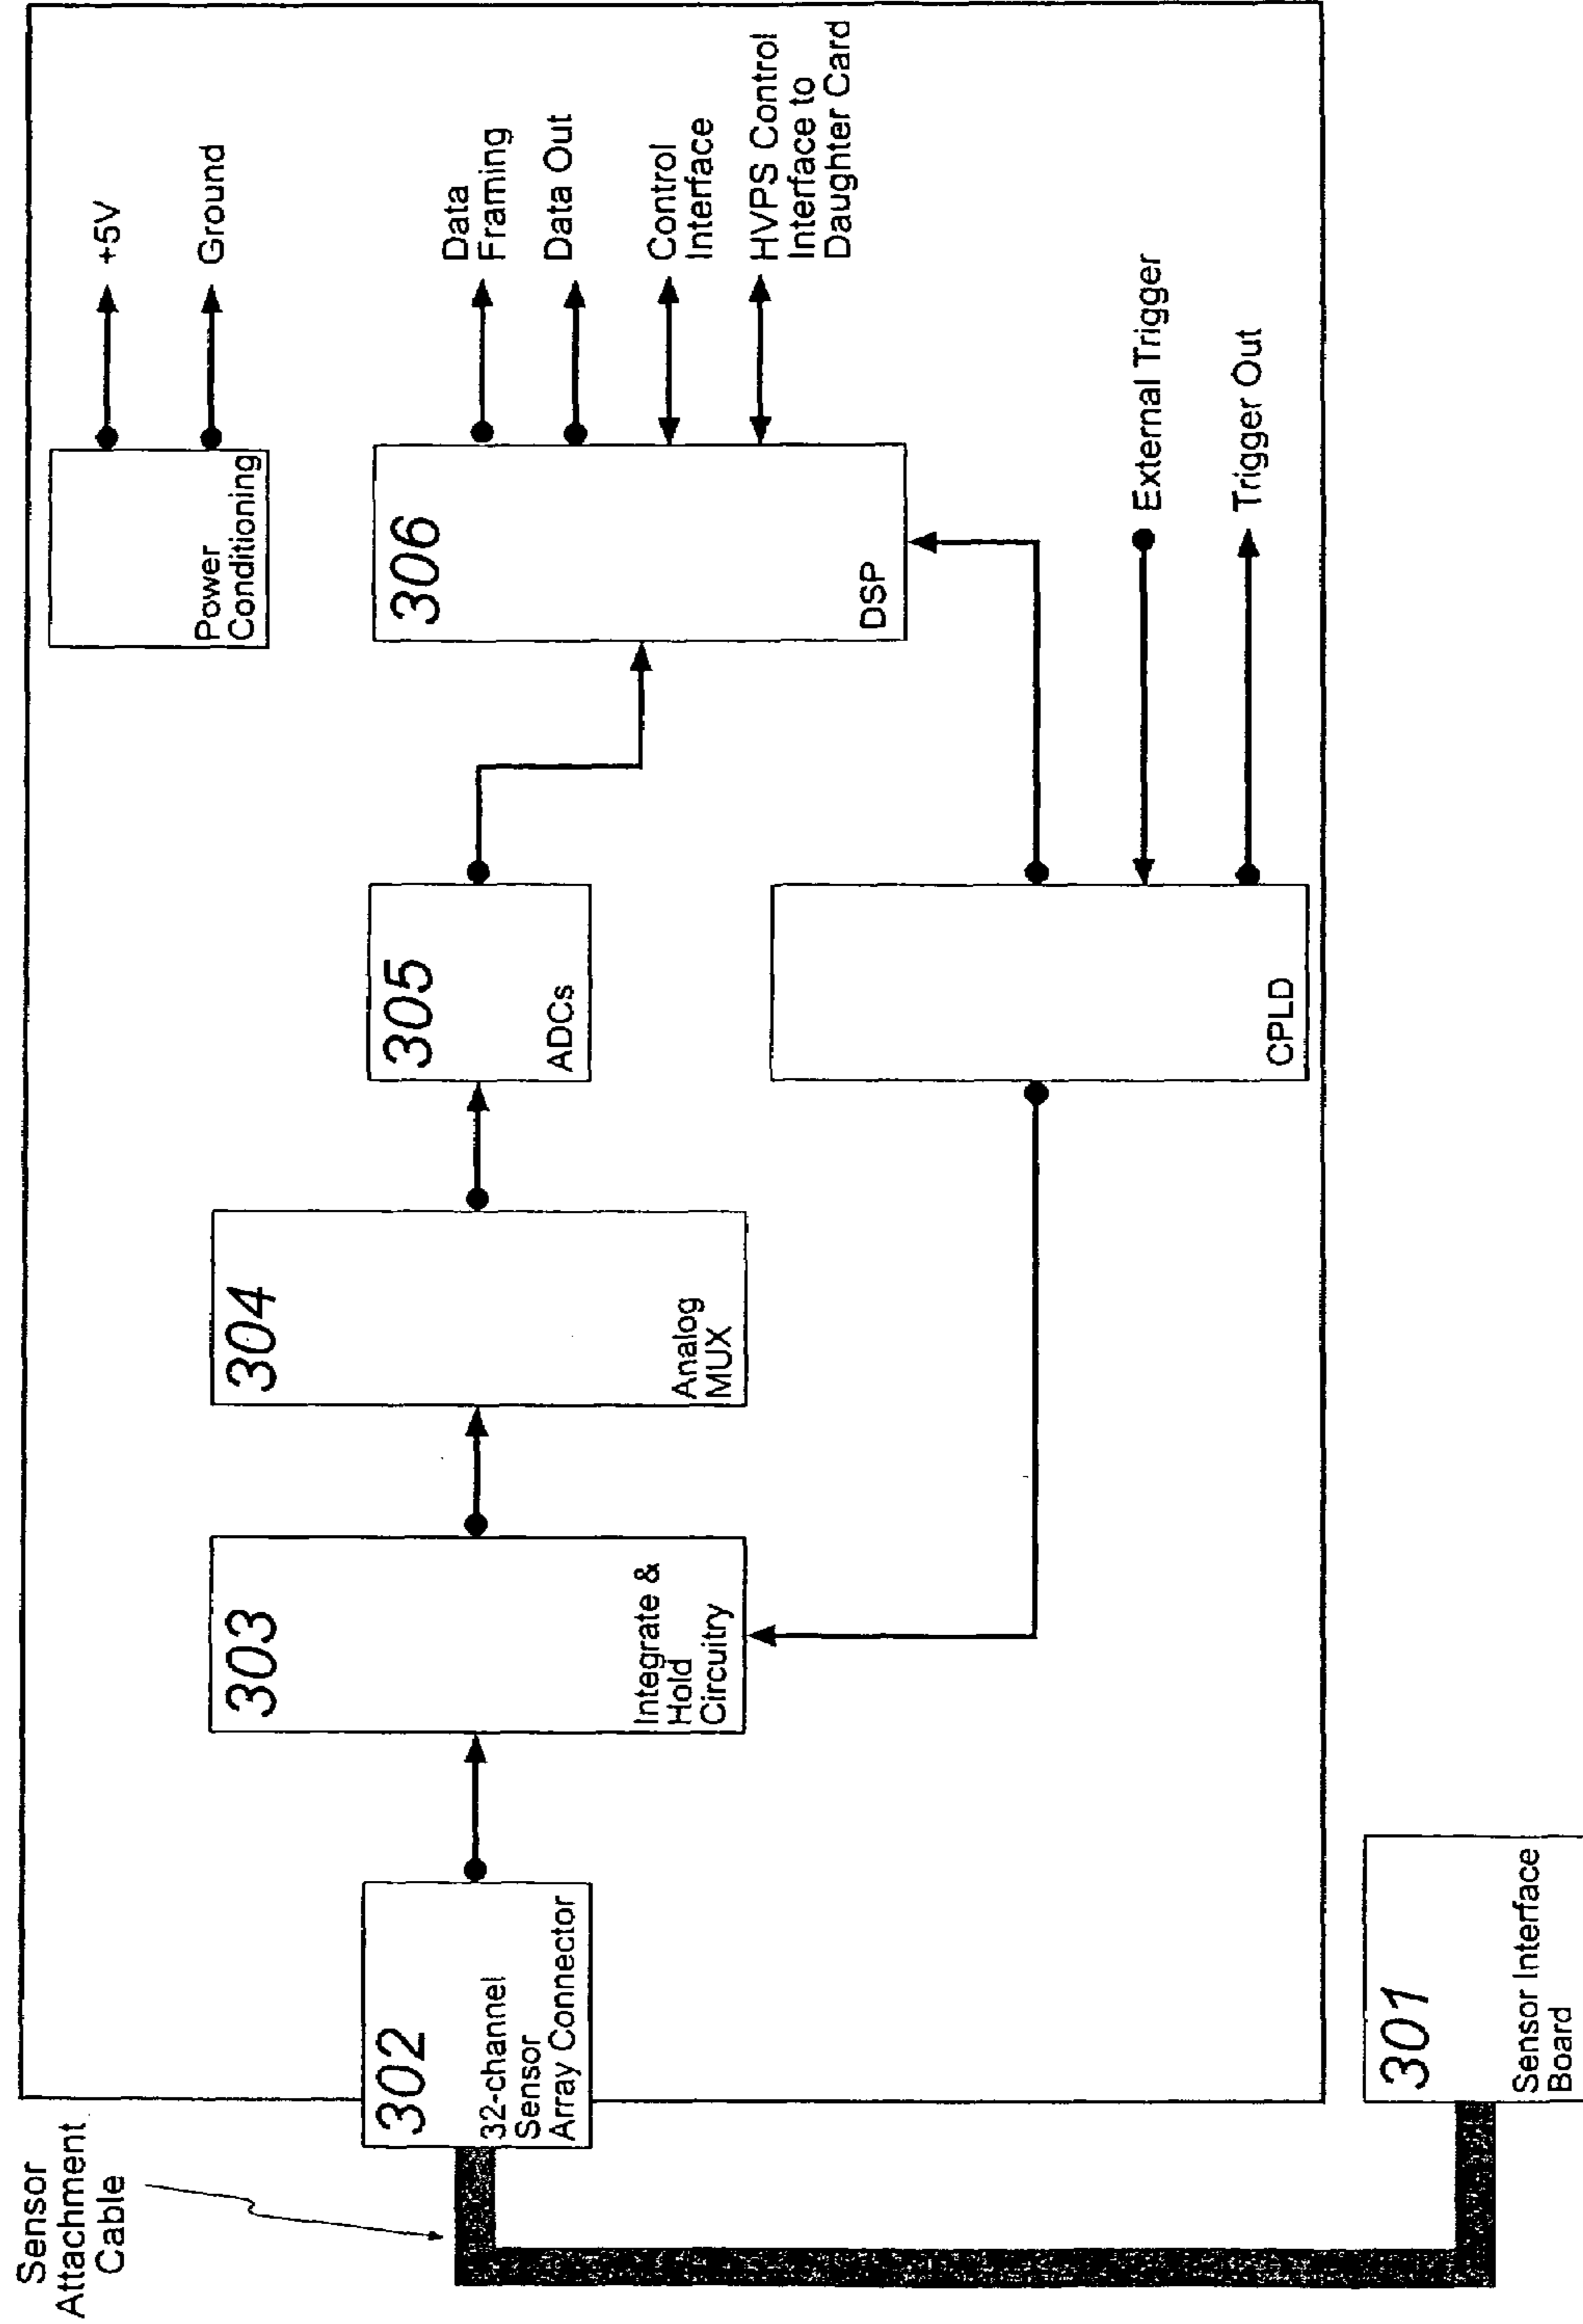 Sensor
Attachment
Cable
302
32-channel
Sensor
Array Connector
303
Integrate &
Hold
Circuitry
304
Analog
MUX
305
ADCs
306
DSP
Power
Conditioning
+5V
Ground
Data
Framing
Data Out
Control
Interface
HVPS Control
Interface to
Daughter Card
CPLD
External Trigger
Trigger Out
301
Sensor Interface
Board